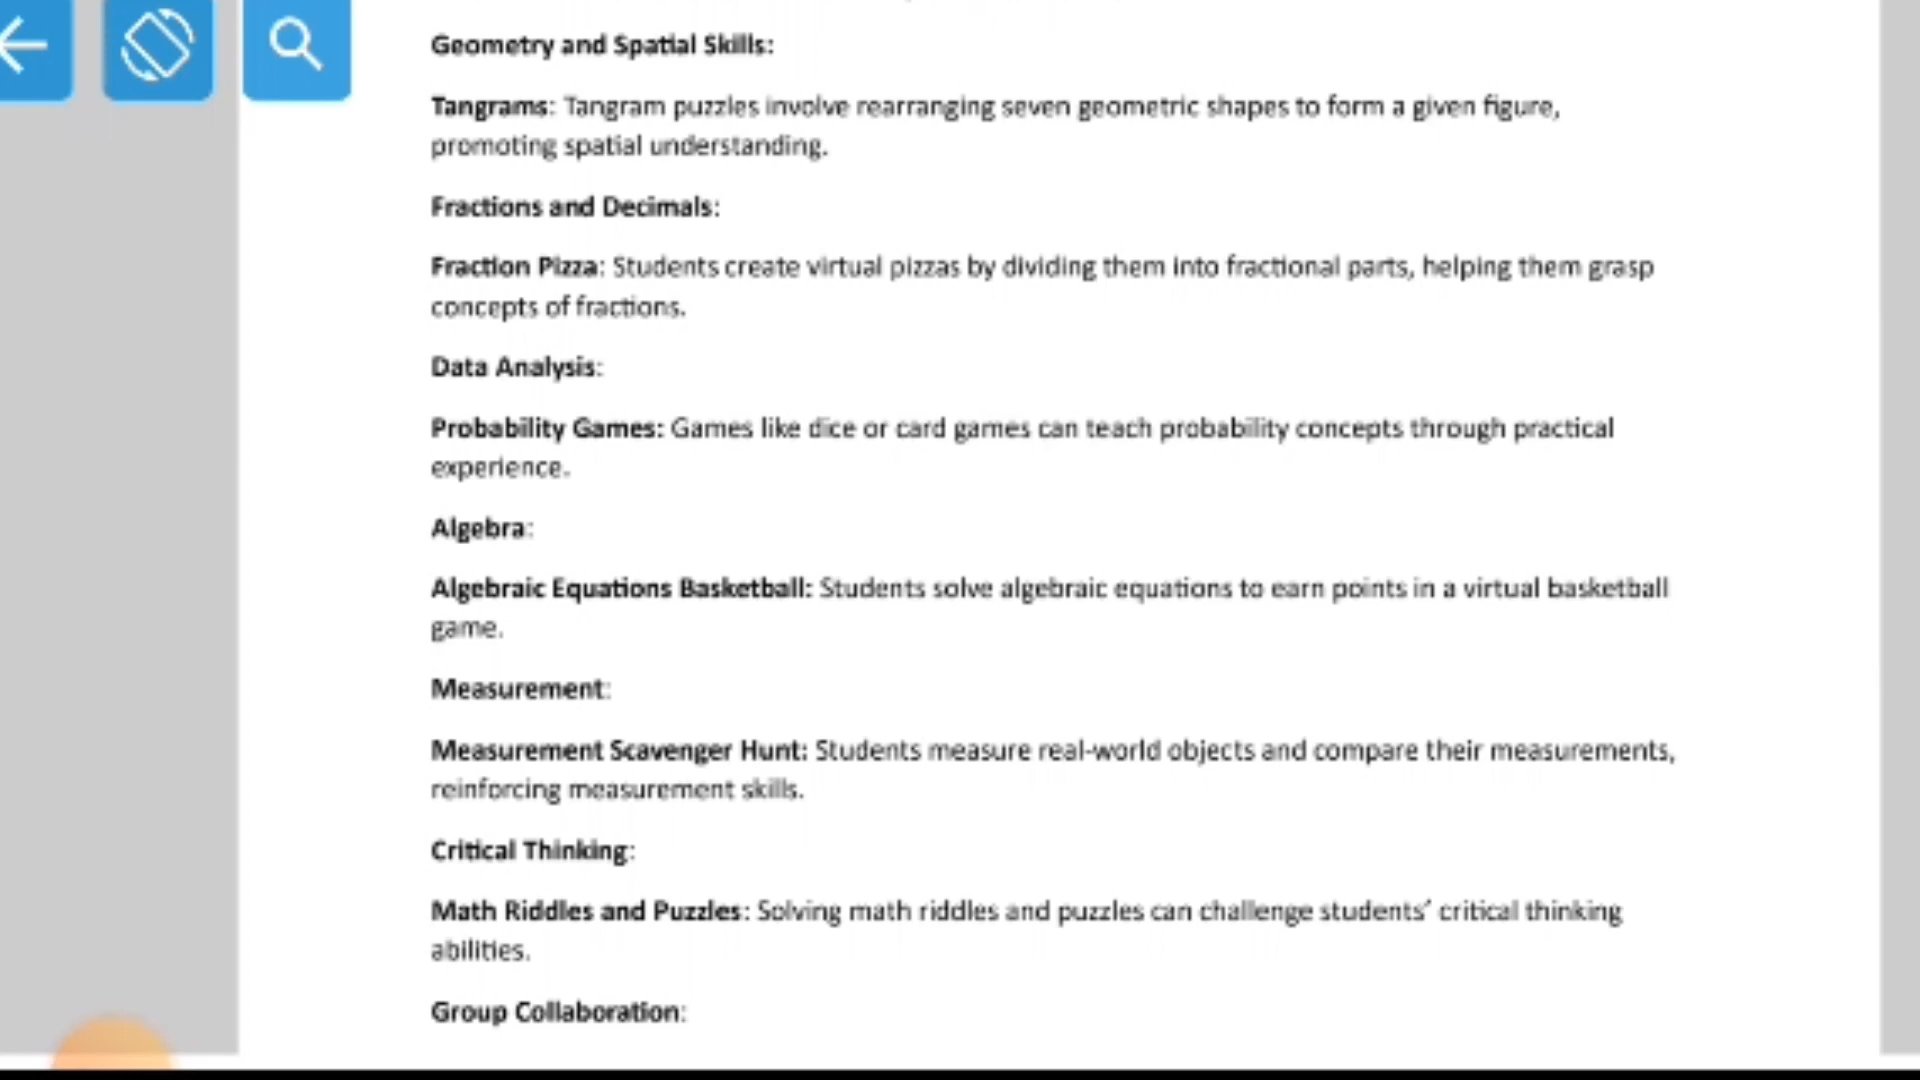 Geometry and Spatial Skills:
Tangrams: Tangram puzzles involve rearranging seven geometric shapes to form a given figure,
promoting spatial understanding.
Fractions and Decimals:
Fraction Pizza: Students create virtual pizzas by dividing them into fractional parts, helping them grasp
concepts of fractions.
Data Analysis:
Probability Games: Games like dice or card games can teach probability concepts through practical
experience.
Algebra:
Algebraic Equations Basketball: Students solve algebraic equations to earn points in a virtual basketball
game.
Measurement:
Measurement Scavenger Hunt: Students measure real-world objects and compare their measurements,
reinforcing measurement skills.
Critical Thinking:
Math Riddles and Puzzles: Solving math riddles and puzzles can challenge students’ critical thinking
abilities.
Group Collaboration: